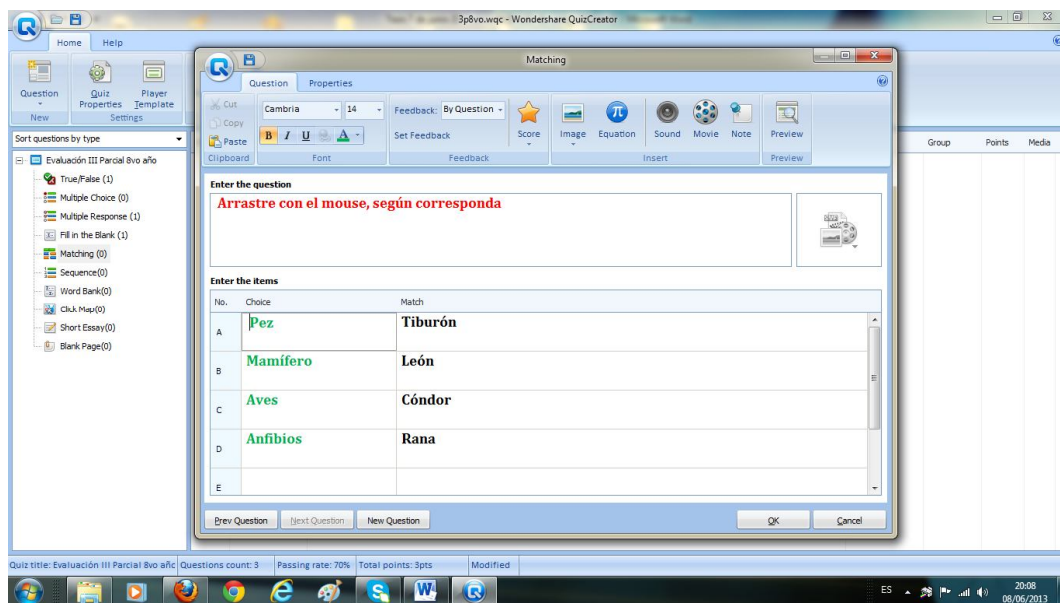 3p8vo.wqc - Wondershare QuizCreator
Home Help
Question
New
Quiz Properties
Player Template
Settings
Sort questions by type
Evaluación III Parcial 8vo año
True/False (1)
Multiple Choice (0)
Multiple Response (1)
Fill in the Blank (1)
Matching (0)
Sequence(0)
Word Bank(0)
Click Map(0)
Short Essay(0)
Blank Page(0)
Group Points Media
Matching
Question Properties
Cut
Copy
Paste
Clipboard
Cambria 14
B I U A
Font
Feedback: By Question
Set Feedback
Score
Feedback
Image Equation Sound Movie Note
Insert
Preview
Preview
Enter the question
Arrastre con el mouse, según corresponda
Enter the items
No. Choice Match
A Pez Tiburón
B Mamífero León
C Aves Cóndor
D Anfibios Rana
E
Prev Question Next Question New Question OK Cancel
Quiz title: Evaluación III Parcial 8vo añc Questions count: 3 Passing rate: 70% Total points: 3pts Modified
ES 20:08
08/06/2013